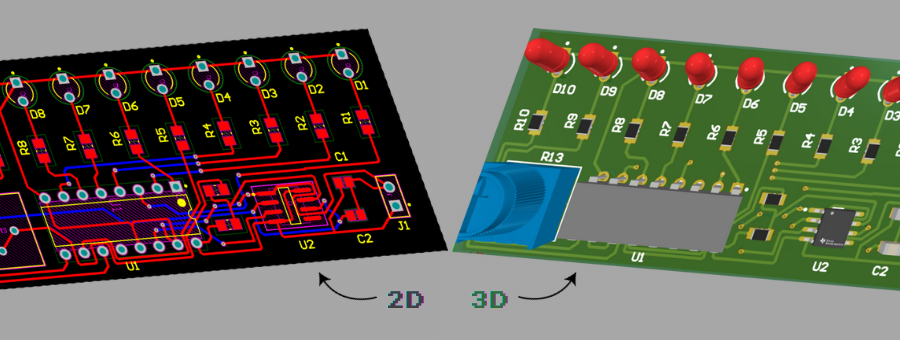 D8 D7 D6 D5 D4 D3 D2 D1
R8 R7 R6 R5 R4 R3 R2 R1
C1
U1 U2 C2 J1
2D
D10 D9 D8 D7 D6 D5 D4 D3
R10 R9 R8 R7 R6 R5 R4 R3
R13
U1 U2 C2
3D